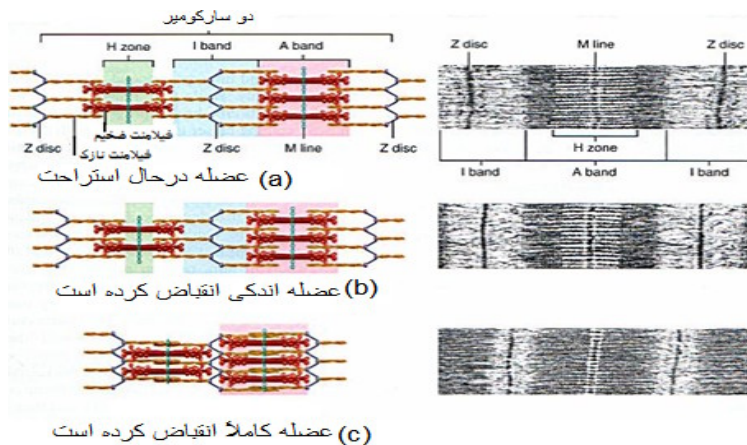 دو سارکومیر
H zone I band A band
Z disc M line Z disc
فیلامنت ضخیم
فیلامنت نازک
Z disc Z disc M line Z disc
H zone
I band A band I band
(a) عضله درحال استراحت
(b) عضله اندکی انقباض کرده است
(c) عضله کاملاً انقباض کرده است